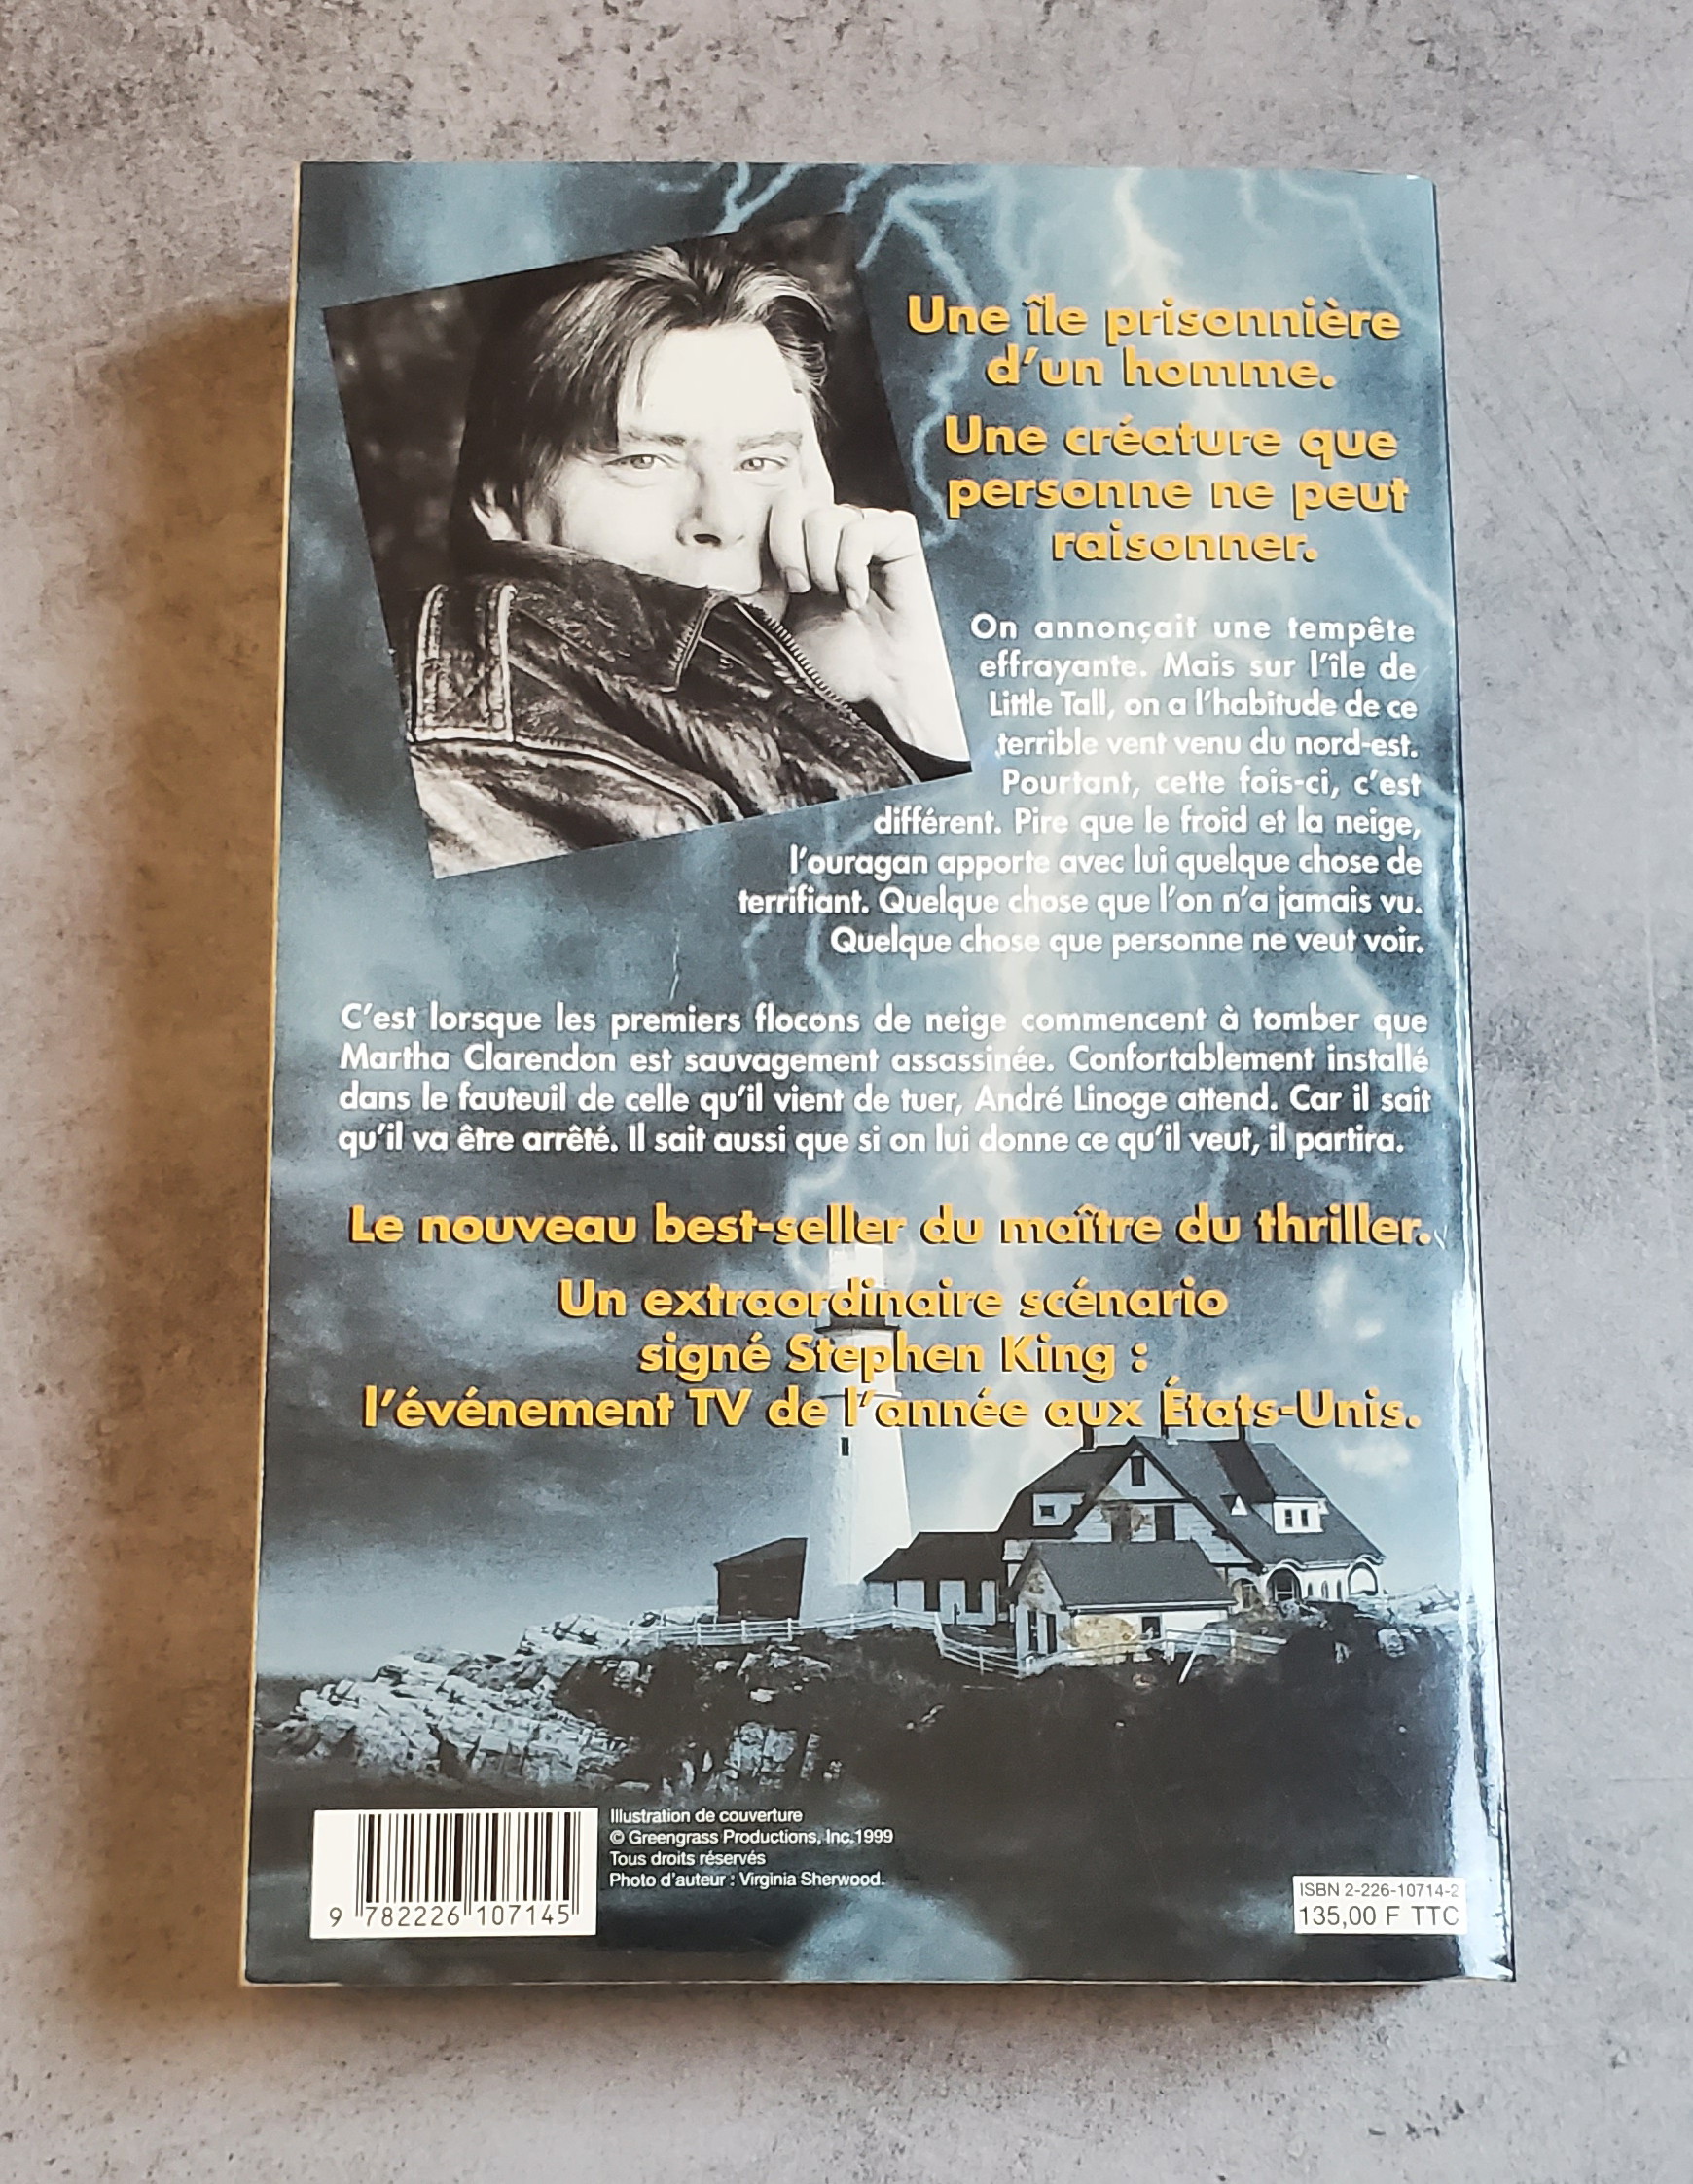 Une île prisonnière
d'un homme.
Une créature que
personne ne peut
raisonner.
On annonçait une tempête
effrayante. Mais sur l'île de
Little Tall, on a l'habitude de ce
terrible vent venu du nord-est.
Pourtant, cette fois-ci, c'est
différent. Pire que le froid et la neige,
l'ouragan apporte avec lui quelque chose de
terrifiant. Quelque chose que l'on n'a jamais vu.
Quelque chose que personne ne veut voir.
C'est lorsque les premiers flocons de neige commencent à tomber que
Martha Clarendon est sauvagement assassinée. Confortablement installé
dans le fauteuil de celle qu'il vient de tuer, André Linoge attend. Car il sait
qu'il va être arrêté. Il sait aussi que si on lui donne ce qu'il veut, il partira.
Le nouveau best-seller du maître du thriller.
Un extraordinaire scénario
signé Stephen King :
l'événement TV de l'année aux États-Unis.
Illustration de couverture
© Greengrass Productions, Inc.1999
Tous droits réservés
Photo d'auteur : Virginia Sherwood.
9 782226 107145
ISBN 2-226-10714-2
135,00 F TTC